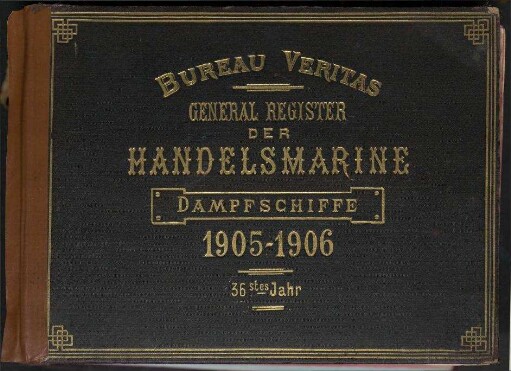 BUREAU VERITAS
GENERAL REGISTER
DER
HANDELSMARINE
DAMPFSCHIFFE
1905-1906
36stes Jahr